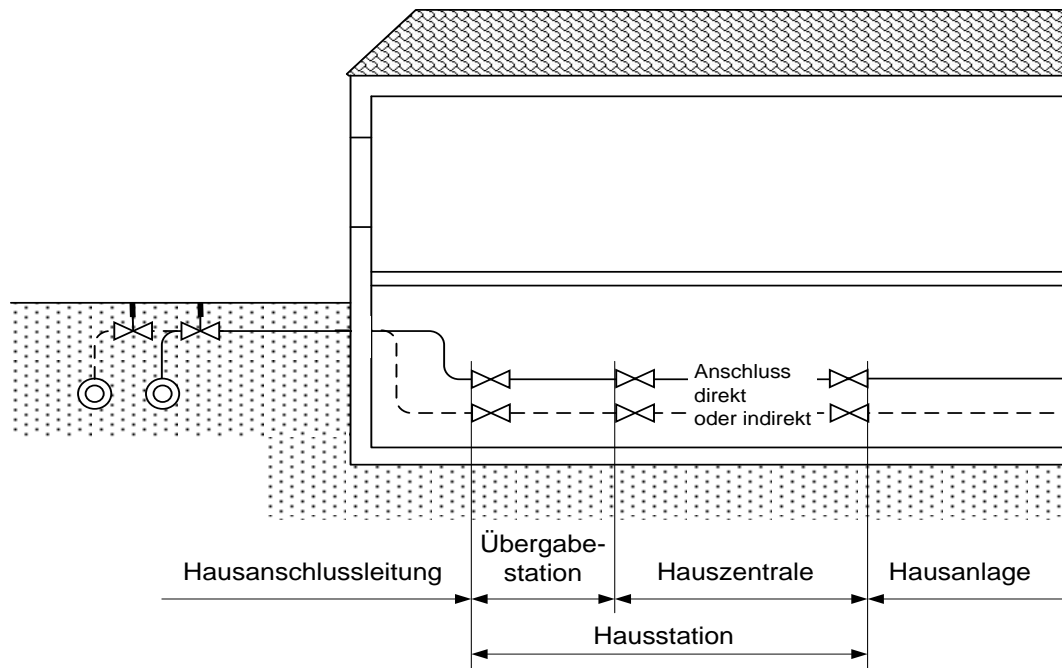 Anschluss
direkt
oder indirekt
Übergabe-
station
Hausanschlussleitung
Hauszentrale
Hausanlage
Hausstation